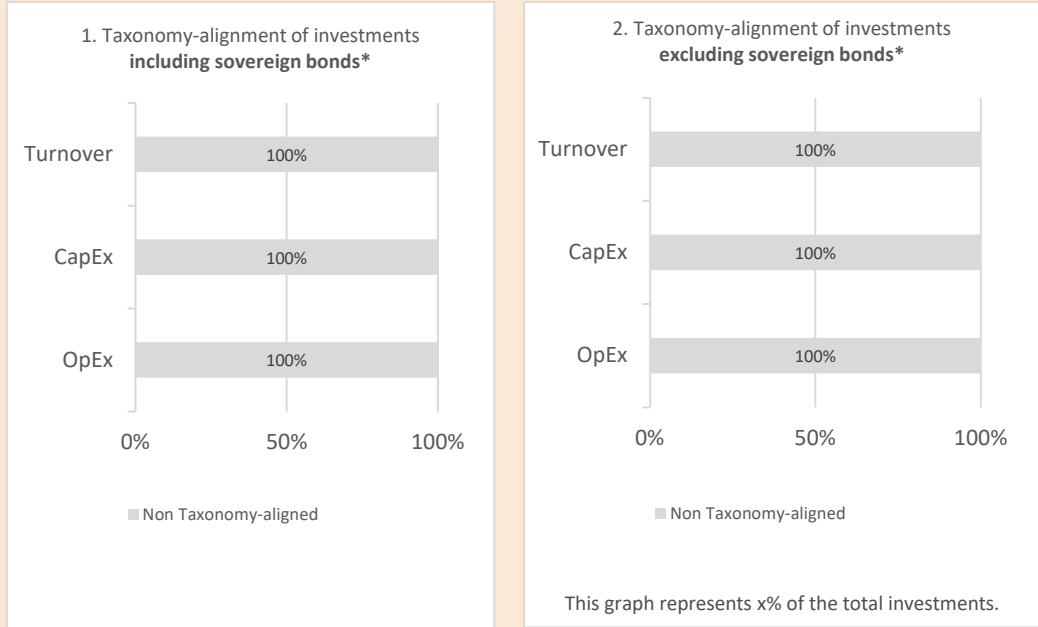 1. Taxonomy-alignment of investments
including sovereign bonds*
Turnover
100%
CapEx
100%
OpEx
100%
0% 50% 100%
Non Taxonomy-aligned
2. Taxonomy-alignment of investments
excluding sovereign bonds*
Turnover
100%
CapEx
100%
OpEx
100%
0% 50% 100%
Non Taxonomy-aligned
This graph represents x% of the total investments.